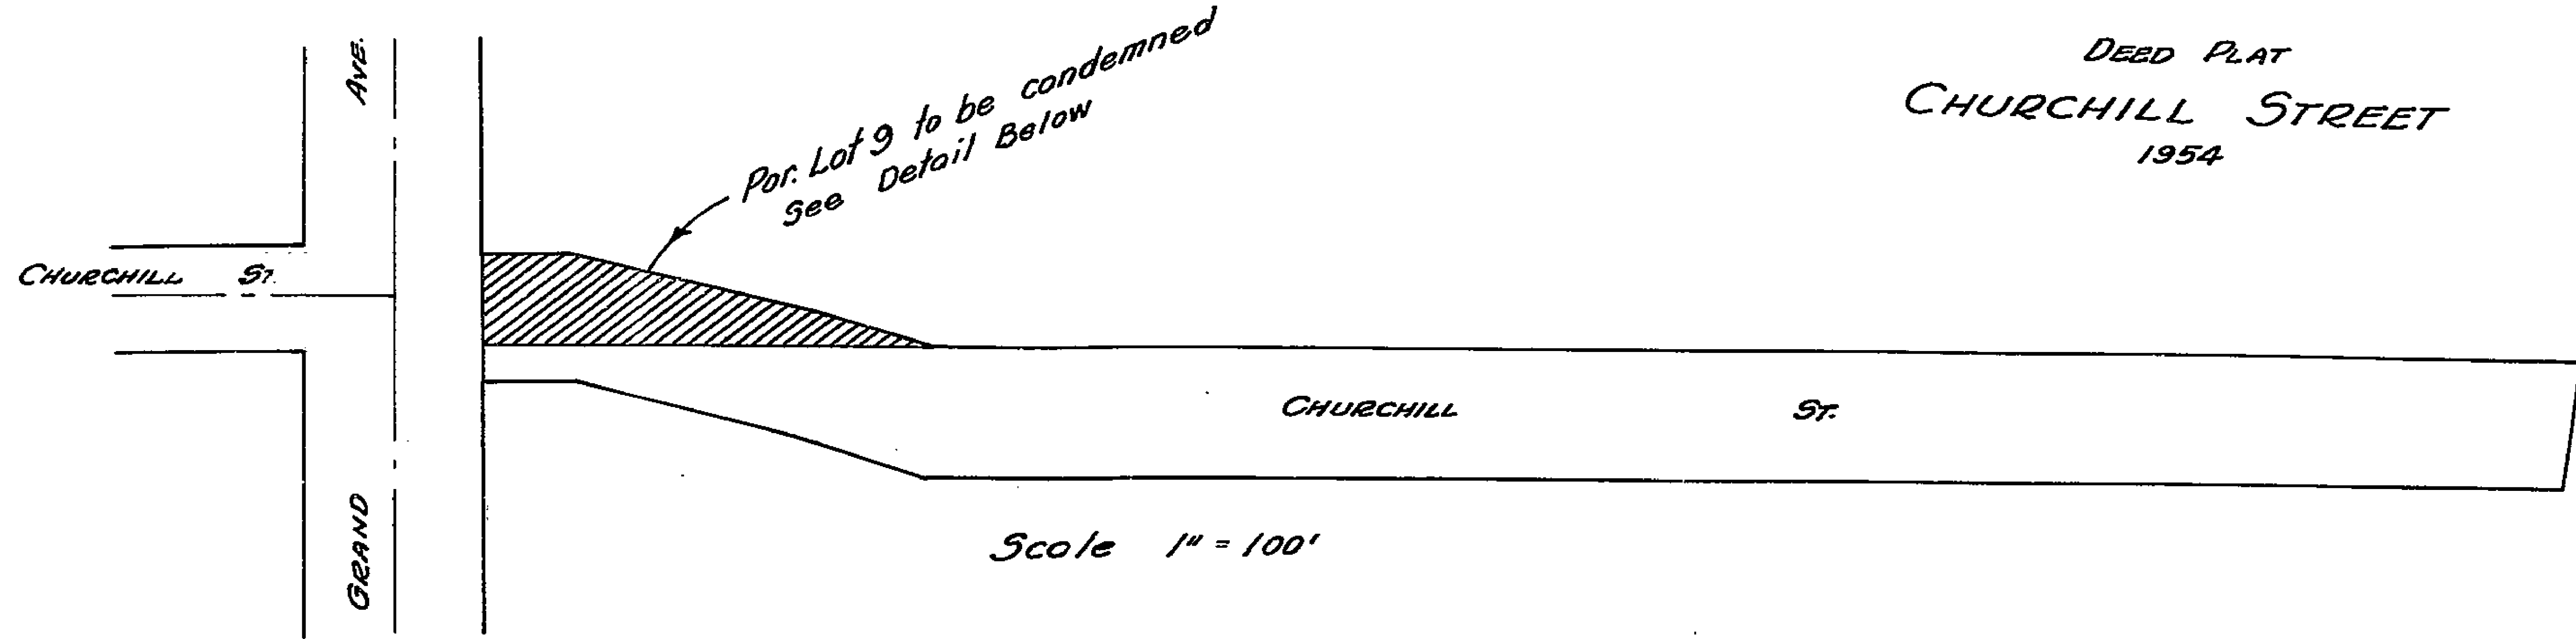 DEED PLAT
CHURCHILL STREET
1954
AVE.
Por. Lot 9 to be condemned
See Detail Below
CHURCHILL ST.
CHURCHILL ST.
GRAND
Scale 1" = 100'